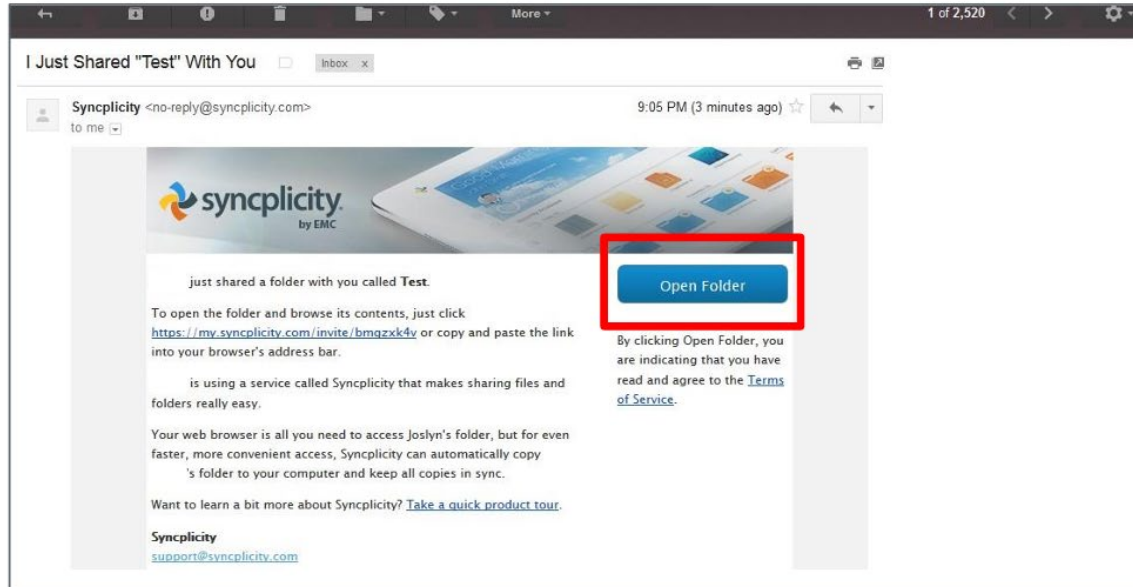 More
1 of 2,520
I Just Shared "Test" With You
Inbox x
Syncplicity <no-reply@syncplicity.com>
9:05 PM (3 minutes ago)
to me
syncplicity
by EMC
just shared a folder with you called Test.
To open the folder and browse its contents, just click
https://my.syncplicity.com/invite/bmqzxk4v or copy and paste the link
into your browser's address bar.
is using a service called Syncplicity that makes sharing files and
folders really easy.
Your web browser is all you need to access Joslyn's folder, but for even
faster, more convenient access, Syncplicity can automatically copy
's folder to your computer and keep all copies in sync.
Want to learn a bit more about Syncplicity? Take a quick product tour.
Syncplicity
support@syncplicity.com
Open Folder
By clicking Open Folder, you
are indicating that you have
read and agree to the Terms
of Service.